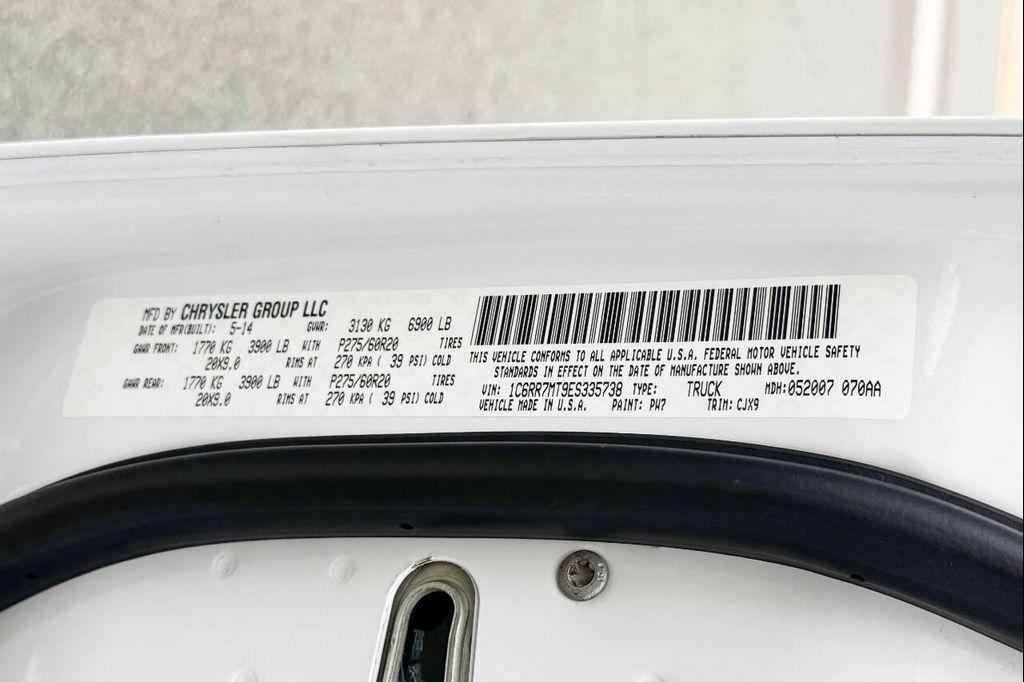 MFD BY CHRYSLER GROUP LLC
DATE OF MFR(BUILT): 5-14 GVWR: 3130 KG 6900 LB
GAWR FRONT: 1770 KG 3900 LB WITH P275/60R20 TIRES
20X9.0 RIMS AT 270 KPA ( 39 PSI) COLD
GAWR REAR: 1770 KG 3900 LB WITH P275/60R20 TIRES
20X9.0 RIMS AT 270 KPA ( 39 PSI) COLD
THIS VEHICLE CONFORMS TO ALL APPLICABLE U.S.A. FEDERAL MOTOR VEHICLE SAFETY
STANDARDS IN EFFECT ON THE DATE OF MANUFACTURE SHOWN ABOVE.
VIN: 1C6RR7MT9ES335738 TYPE: TRUCK MDH: 052007 070AA
VEHICLE MADE IN U.S.A. PAINT: PW7 TRIM: CJX9